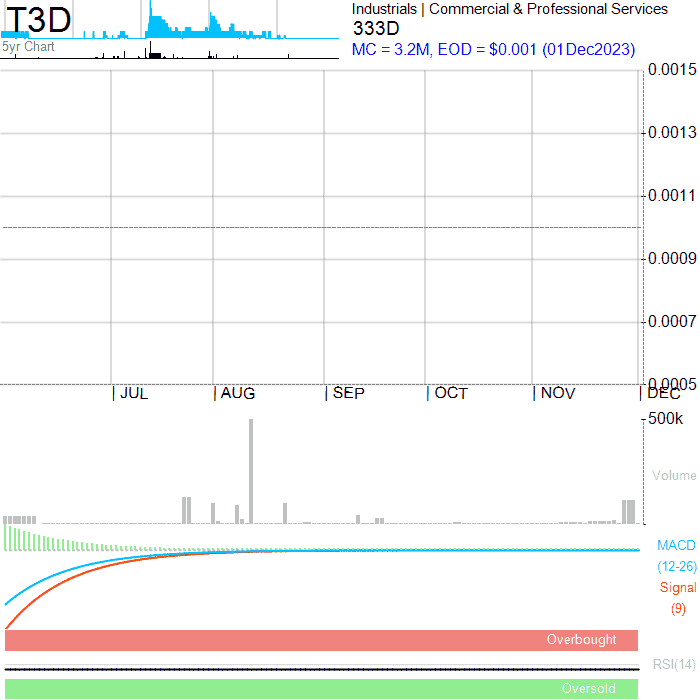 T3D
5yr Chart
Industrials | Commercial & Professional Services
333D
MC = 3.2M, EOD = $0.001 (01Dec2023)
0.0015
0.0013
0.0011
0.0009
0.0007
0.0005
JUL
AUG
SEP
OCT
NOV
DEC
500k
Volume
MACD
(12-26)
Signal
(9)
Overbought
RSI(14)
Oversold